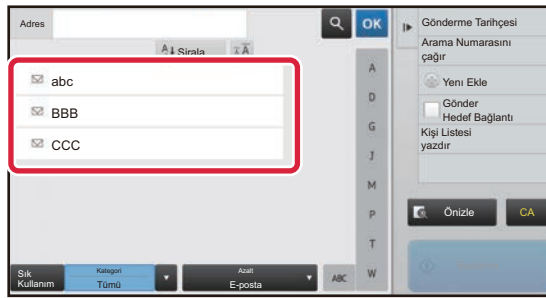 Adres
OK
Sırala
abc
BBB
CCC
A
D
G
J
M
P
T
W
Sık
Kullanım
Kategori
Tümü
Azalt
E-posta
ABC
Gönderme Tarihçesi
Arama Numarasını
çağır
Yenı Ekle
Gönder
Hedef Bağlantı
Kişi Listesi
yazdır
Önizle
CA